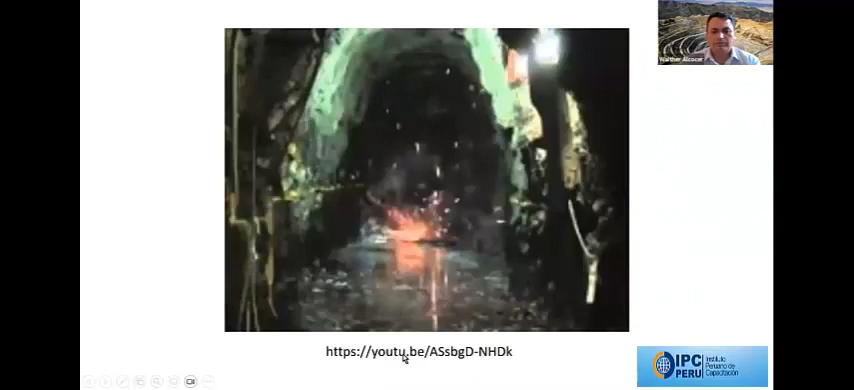 Walther Alcocer
https://youtu.be/ASsbgD-NHDk
IPC
PERU
Instituto
Peruano de
Capacitación